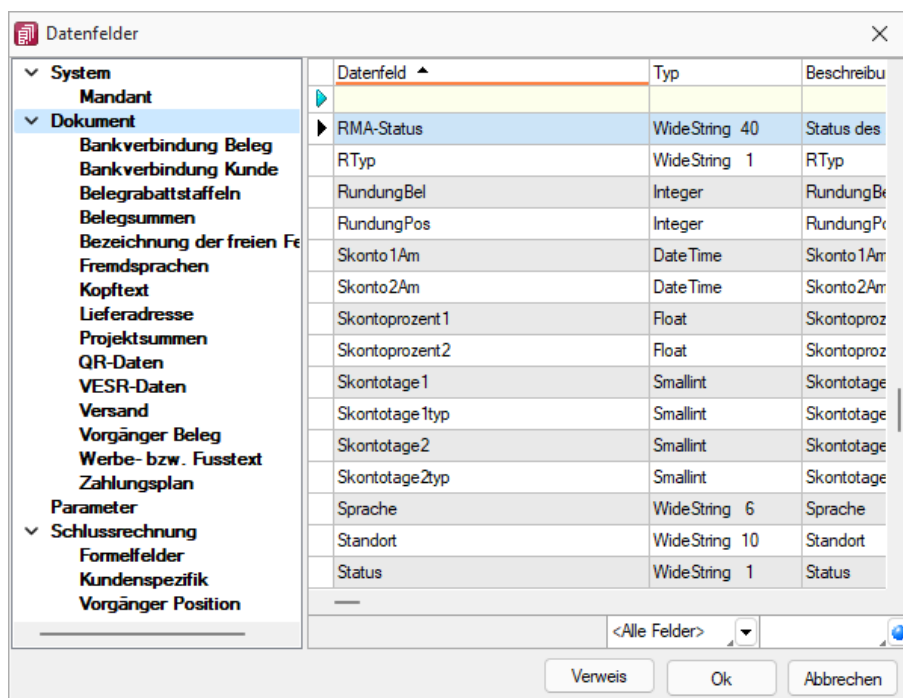 Datenfelder
System
Mandant
Dokument
Bankverbindung Beleg
Bankverbindung Kunde
Belegrabattstaffeln
Belegsummen
Bezeichnung der freien Fe
Fremdsprachen
Kopftext
Lieferadresse
Projektsummen
QR-Daten
VESR-Daten
Versand
Vorgänger Beleg
Werbe- bzw. Fusstext
Zahlungsplan
Parameter
Schlussrechnung
Formelfelder
Kundenspezifik
Vorgänger Position
Datenfeld Typ Beschreibu
RMA-Status WideString 40 Status des
RTyp WideString 1 RTyp
RundungBel Integer RundungBe
RundungPos Integer RundungPo
Skonto1Am DateTime Skonto1Am
Skonto2Am DateTime Skonto2Am
Skontoprozent1 Float Skontoproz
Skontoprozent2 Float Skontoproz
Skontotage1 Smallint Skontotage
Skontotage1typ Smallint Skontotage
Skontotage2 Smallint Skontotage
Skontotage2typ Smallint Skontotage
Sprache WideString 6 Sprache
Standort WideString 10 Standort
Status WideString 1 Status
<Alle Felder>
Verweis Ok Abbrechen